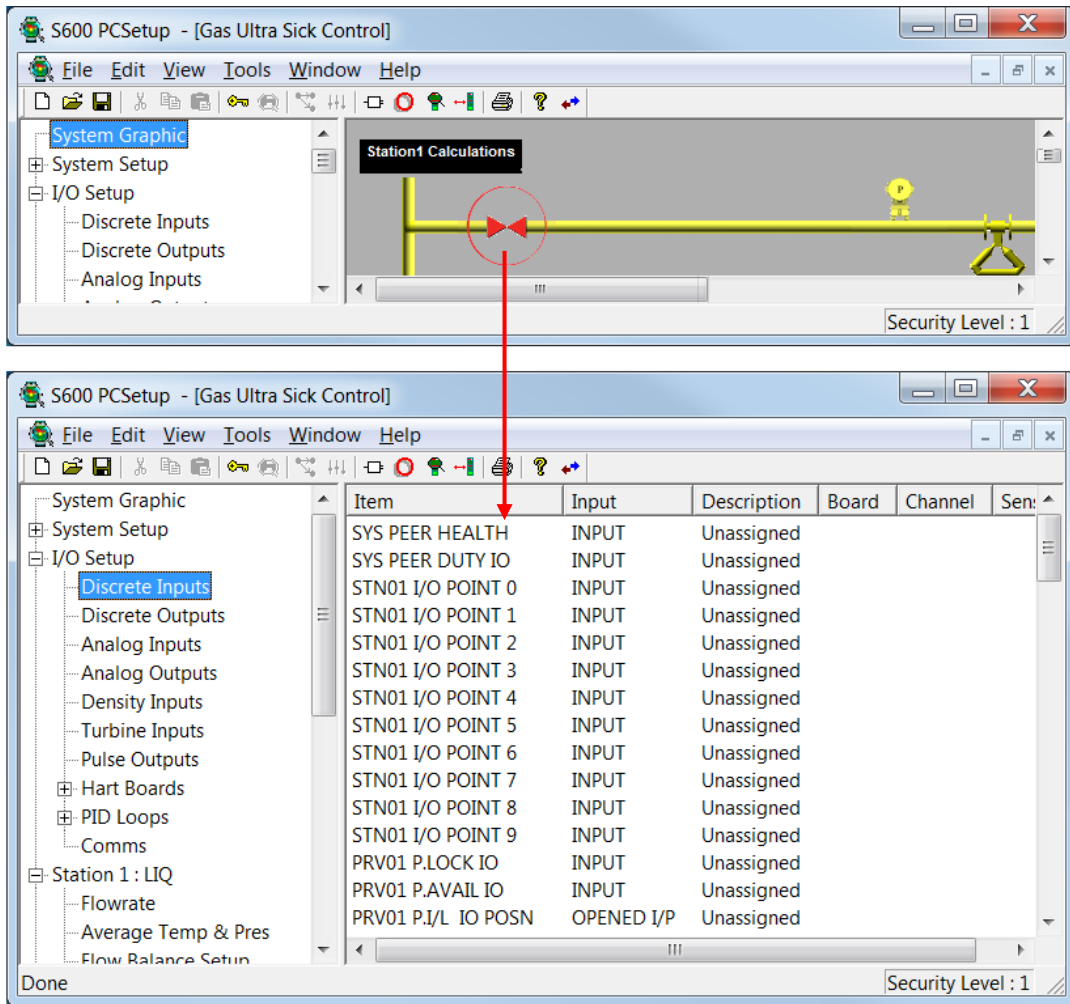 S600 PCSetup - [Gas Ultra Sick Control]
File Edit View Tools Window Help
System Graphic
System Setup
I/O Setup
Discrete Inputs
Discrete Outputs
Analog Inputs
Station1 Calculations
P
Security Level : 1
S600 PCSetup - [Gas Ultra Sick Control]
File Edit View Tools Window Help
System Graphic
System Setup
I/O Setup
Discrete Inputs
Discrete Outputs
Analog Inputs
Analog Outputs
Density Inputs
Turbine Inputs
Pulse Outputs
Hart Boards
PID Loops
Comms
Station 1 : LIQ
Flowrate
Average Temp & Pres
Flow Balance Setup
Item Input Description Board Channel Sens
SYS PEER HEALTH INPUT Unassigned
SYS PEER DUTY IO INPUT Unassigned
STN01 I/O POINT 0 INPUT Unassigned
STN01 I/O POINT 1 INPUT Unassigned
STN01 I/O POINT 2 INPUT Unassigned
STN01 I/O POINT 3 INPUT Unassigned
STN01 I/O POINT 4 INPUT Unassigned
STN01 I/O POINT 5 INPUT Unassigned
STN01 I/O POINT 6 INPUT Unassigned
STN01 I/O POINT 7 INPUT Unassigned
STN01 I/O POINT 8 INPUT Unassigned
STN01 I/O POINT 9 INPUT Unassigned
PRV01 P.LOCK IO INPUT Unassigned
PRV01 P.AVAIL IO INPUT Unassigned
PRV01 P.I/L IO POSN OPENED I/P Unassigned
Done
Security Level : 1